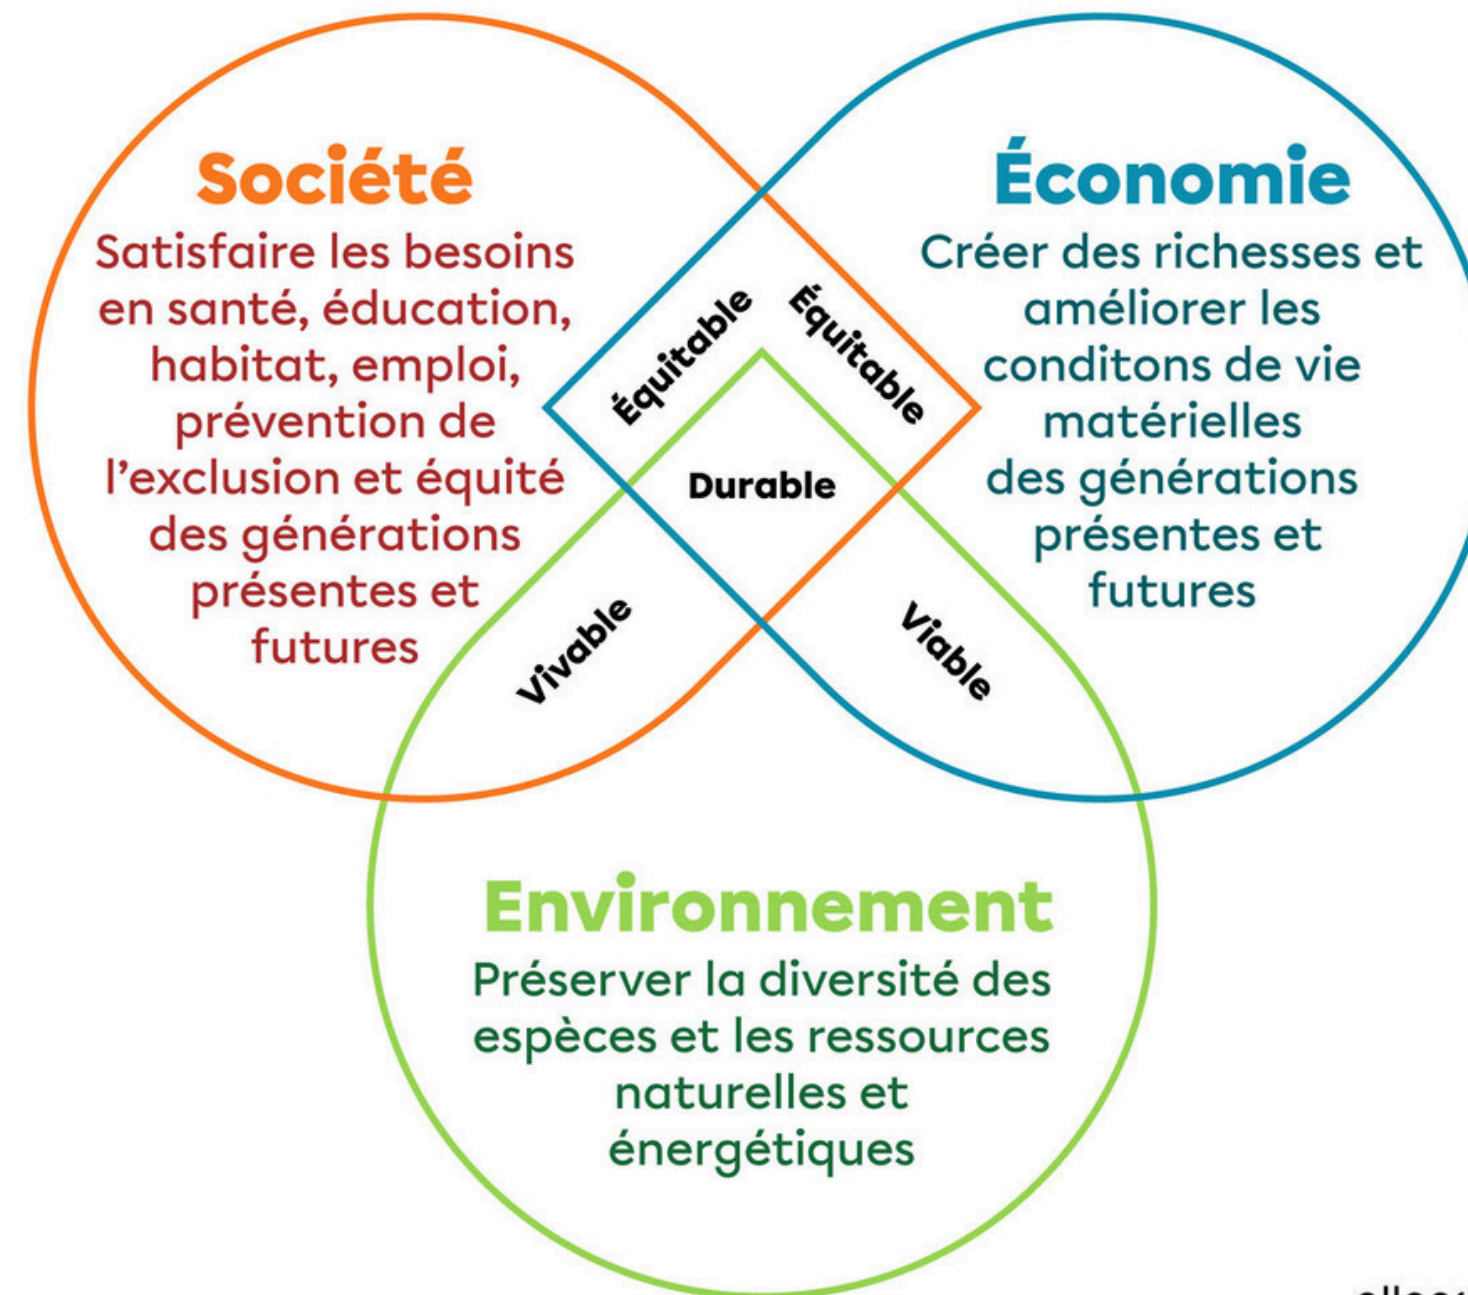 Société
Satisfaire les besoins
en santé, éducation,
habitat, emploi,
prévention de
l’exclusion et équité
des générations
présentes et
futures
Économie
Créer des richesses et
améliorer les
conditons de vie
matérielles
des générations
présentes et
futures
Équitable
Équitable
Durable
Vivable
Viable
Environnement
Préserver la diversité des
espèces et les ressources
naturelles et
énergétiques